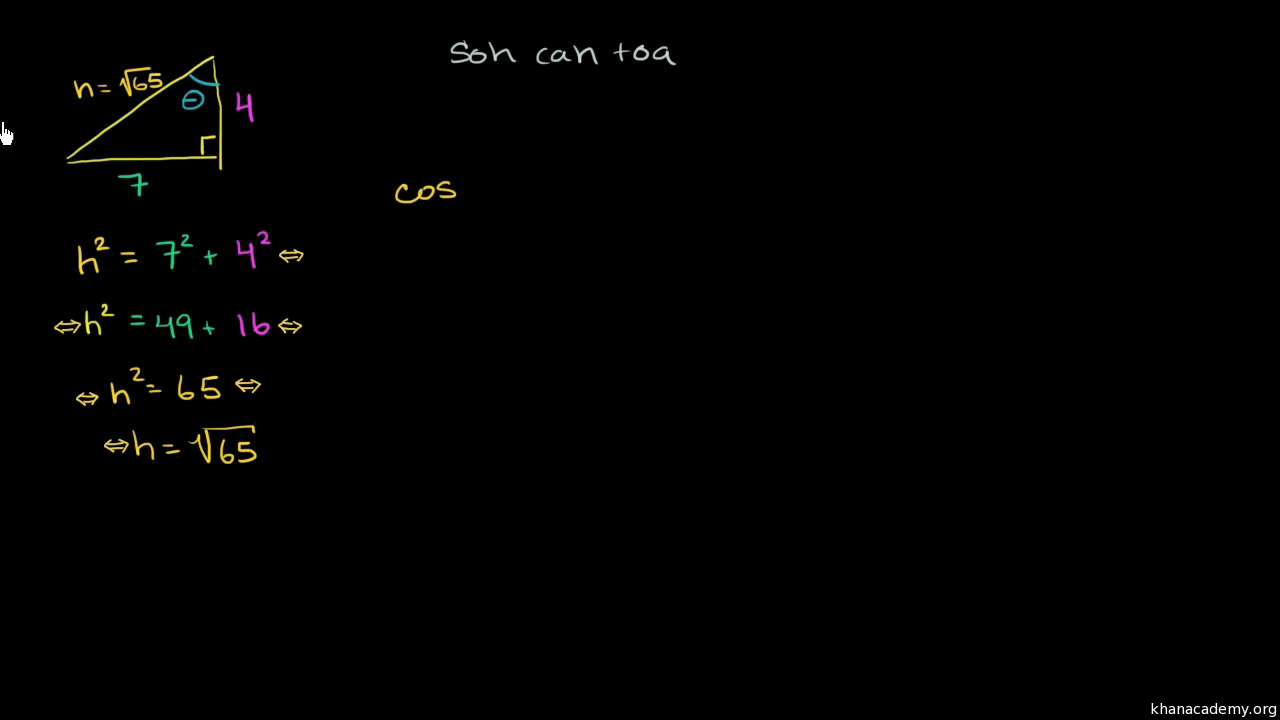 soh cah toa
h = √65
θ
4
7
cos
h² = 7² + 4² ⇔
⇔ h² = 49 + 16 ⇔
⇔ h² = 65 ⇔
⇔ h = √65
khanacademy.org